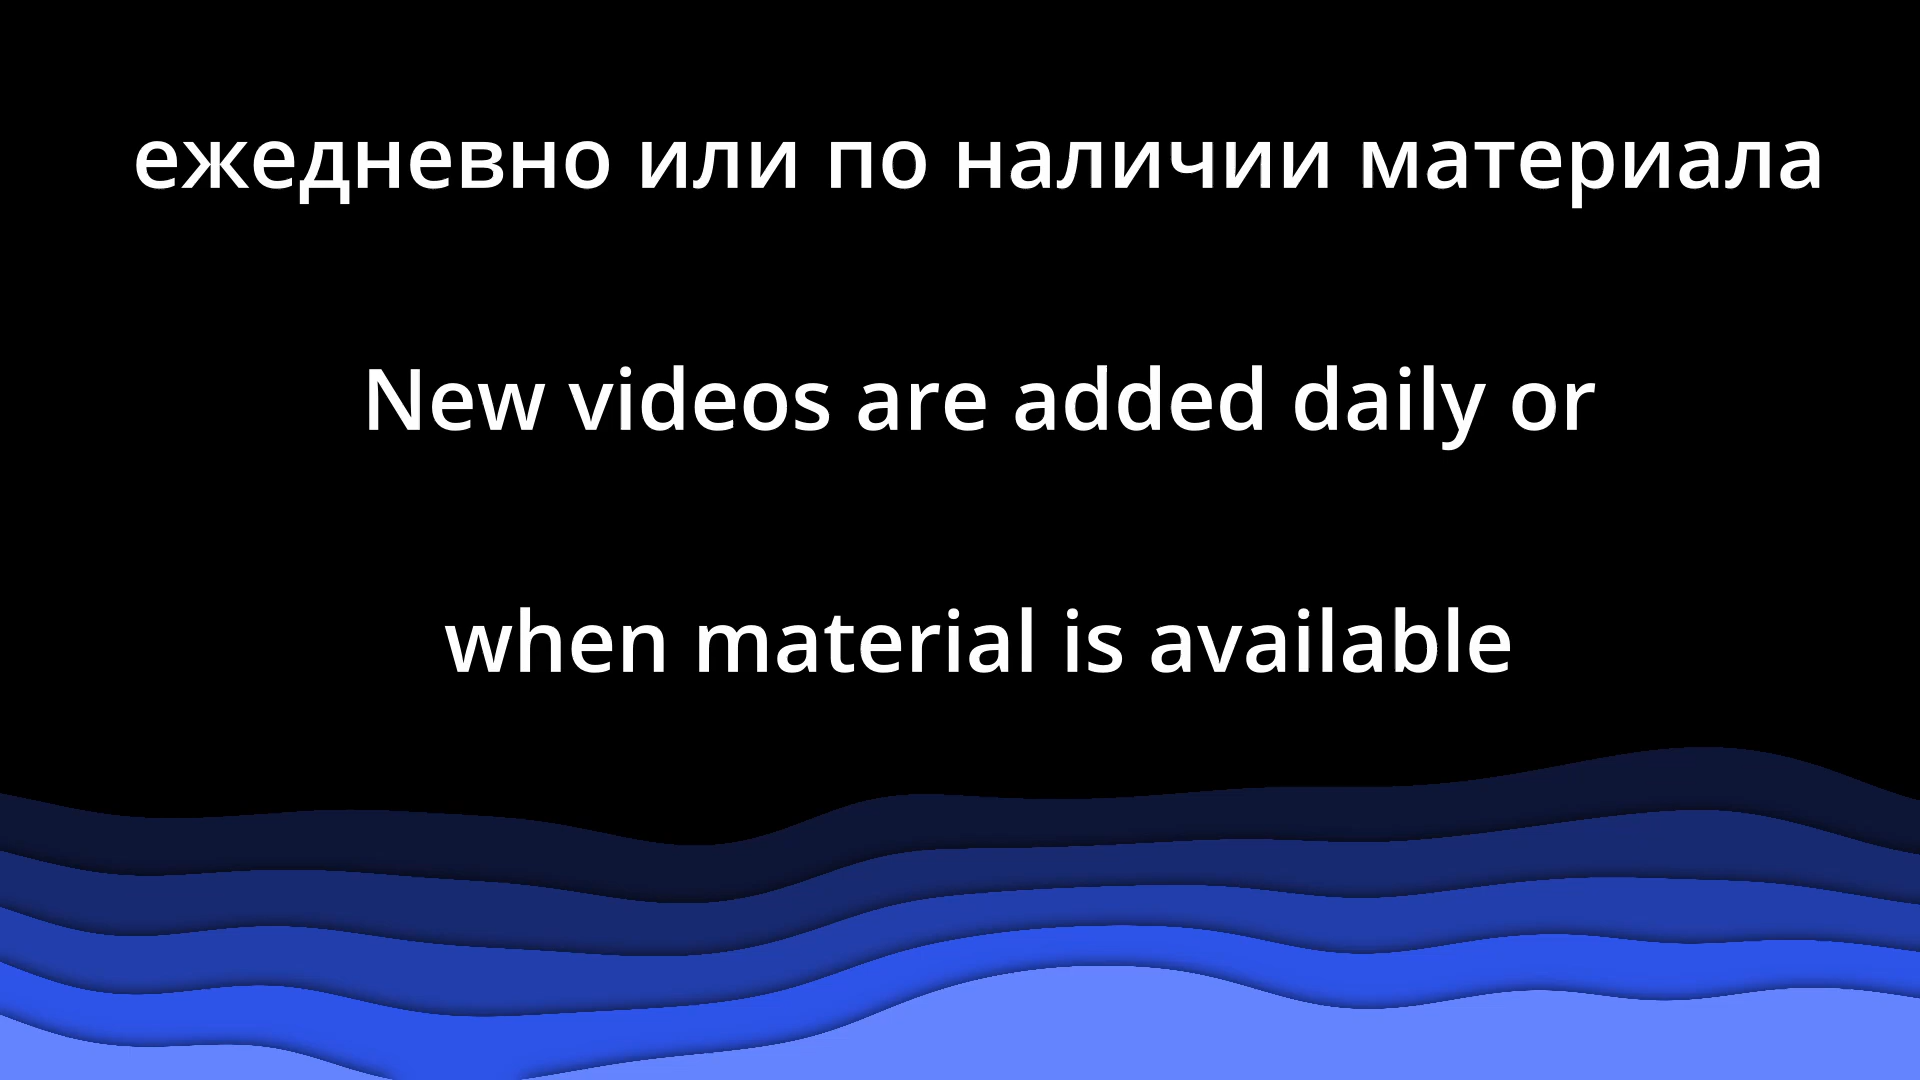 ежедневно или по наличии материала
New videos are added daily or
when material is available